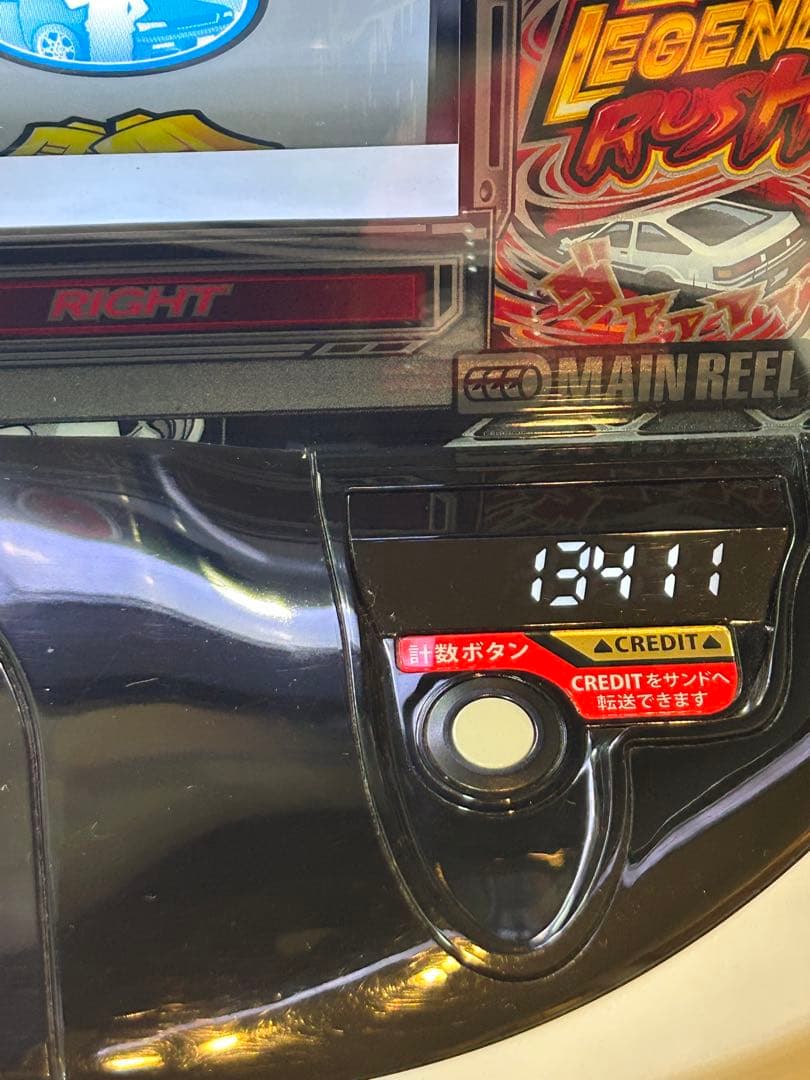 LEGEND
RUSH
RIGHT
MAIN REEL
13411
計数ボタン
▲CREDIT▲
CREDITをサンドへ
転送できます